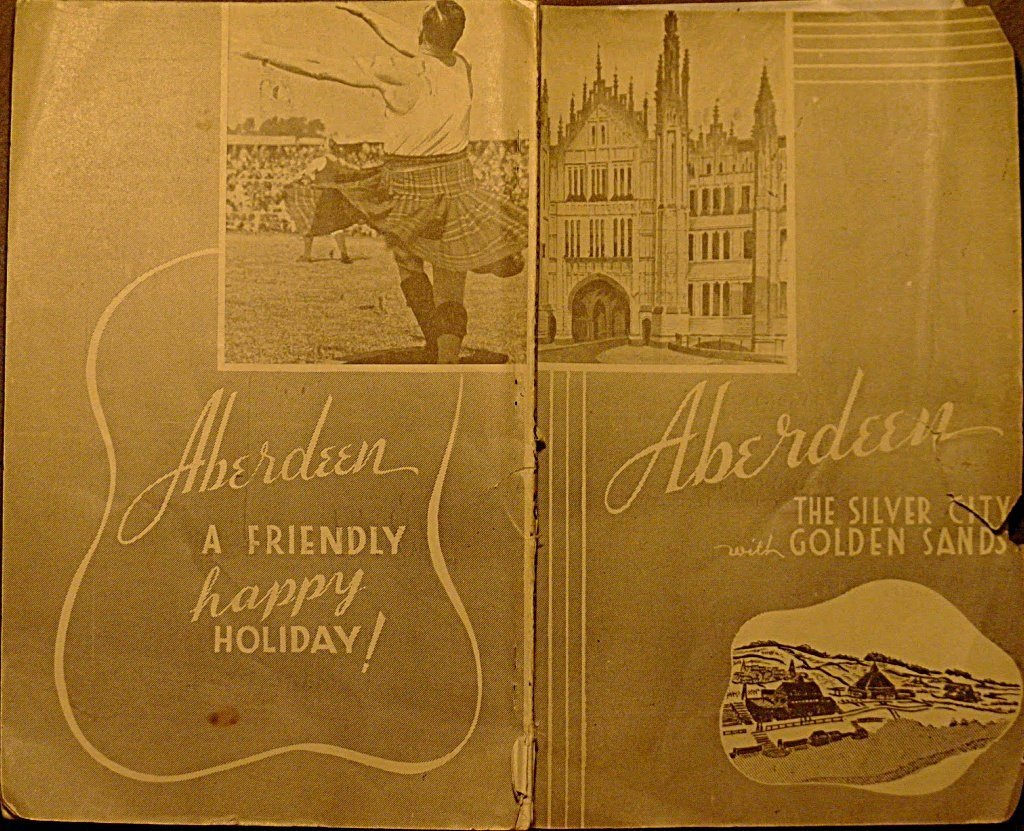 Aberdeen
A FRIENDLY
happy
HOLIDAY!
Aberdeen
THE SILVER CITY
with GOLDEN SANDS